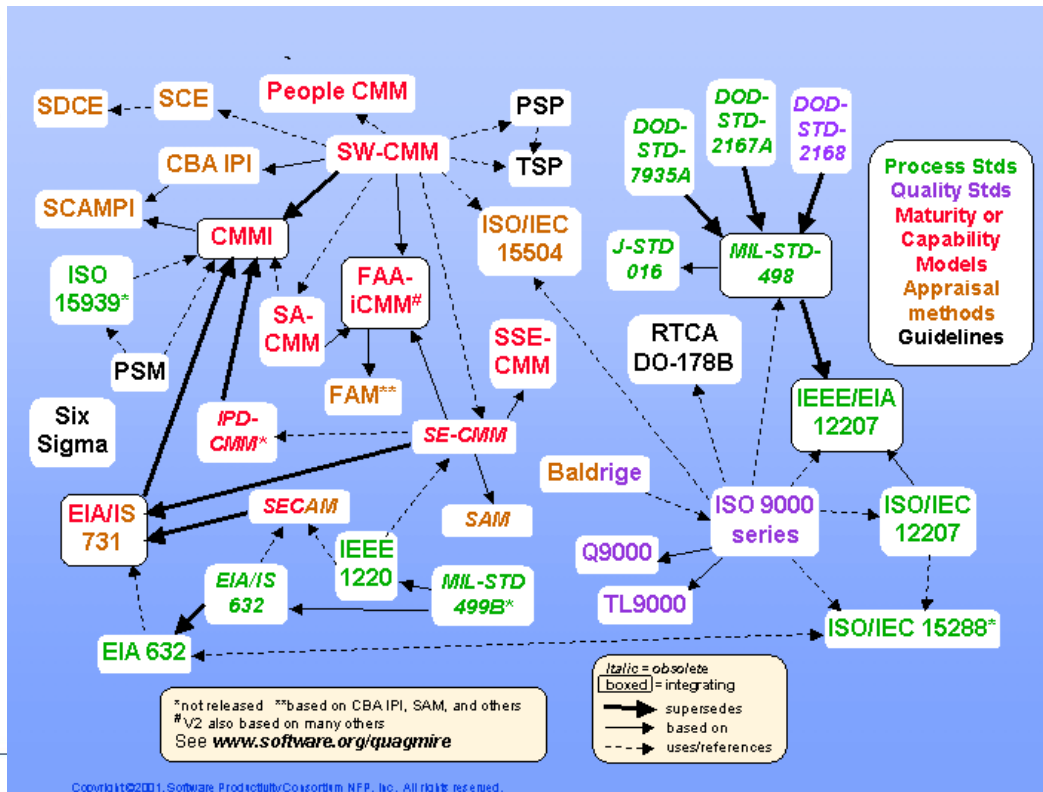 People CMM
SCE
SDCE
PSP
DOD-
STD-
2167A
DOD-
STD-
2168
DOD-
STD-
7935A
SW-CMM
TSP
CBA IPI
Process Stds
Quality Stds
Maturity or
Capability
Models
Appraisal
methods
Guidelines
SCAMPI
CMMI
ISO/IEC
15504
J-STD
016
MIL-STD-
498
ISO
15939*
FAA-
iCMM#
SA-
CMM
SSE-
CMM
RTCA
DO-178B
PSM
FAM**
IEEE/EIA
12207
Six
Sigma
IPD-
CMM*
SE-CMM
Baldrige
EIA/IS
731
SECAM
SAM
ISO 9000
series
ISO/IEC
12207
IEEE
1220
Q9000
EIA/IS
632
MIL-STD
499B*
TL9000
EIA 632
ISO/IEC 15288*
*not released **based on CBA IPI, SAM, and others
#V2 also based on many others
See www.software.org/quagmire
Italic = obsolete
boxed = integrating
supersedes
based on
uses/references
Copyright©2001, Software Productivity Consortium NFP, Inc. All rights reserved.